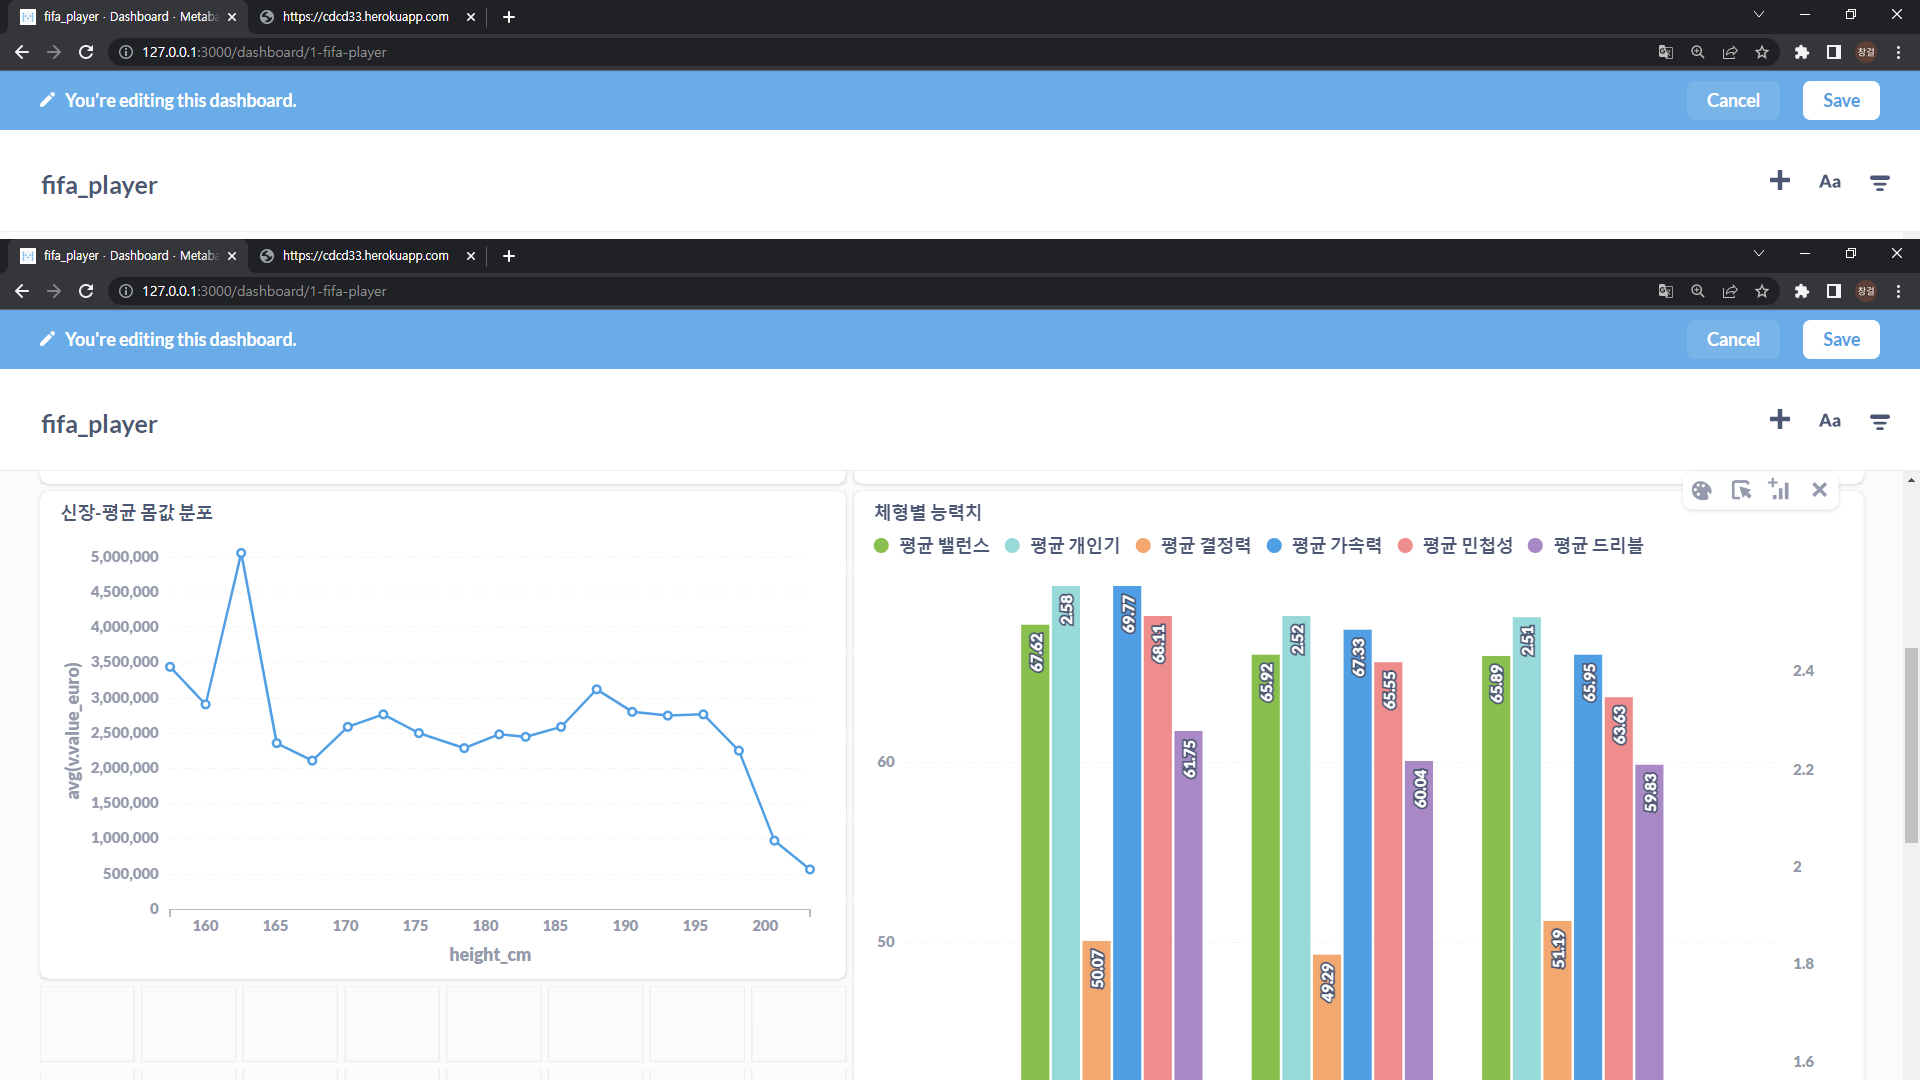 fifa_player · Dashboard · Metaba
https://cdcd33.herokuapp.com
127.0.0.1:3000/dashboard/1-fifa-player
창걸
You're editing this dashboard.
Cancel
Save
fifa_player
Aa
fifa_player · Dashboard · Metaba
https://cdcd33.herokuapp.com
127.0.0.1:3000/dashboard/1-fifa-player
창걸
You're editing this dashboard.
Cancel
Save
fifa_player
Aa
신장-평균 몸값 분포
5,000,000
4,500,000
4,000,000
3,500,000
3,000,000
2,500,000
2,000,000
1,500,000
1,000,000
500,000
0
avg(v.value_euro)
160 165 170 175 180 185 190 195 200
height_cm
체형별 능력치
평균 밸런스 평균 개인기 평균 결정력 평균 가속력 평균 민첩성 평균 드리블
60
50
67.62 2.58 50.07 69.77 68.11 61.75
65.92 2.52 49.29 67.33 65.55 60.04
65.89 2.51 51.19 65.95 63.63 59.83
2.4
2.2
2
1.8
1.6